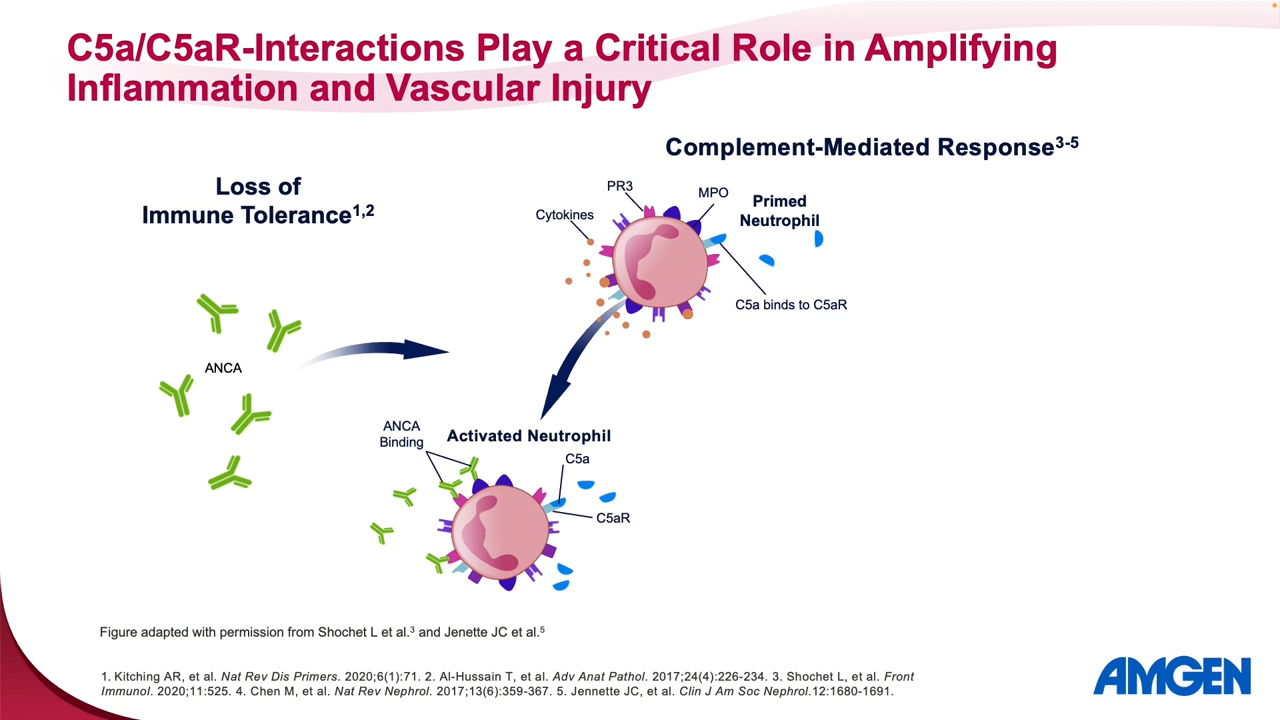 C5a/C5aR-Interactions Play a Critical Role in Amplifying
Inflammation and Vascular Injury
Complement-Mediated Response3-5
Loss of
Immune Tolerance1,2
PR3
MPO
Cytokines
Primed
Neutrophil
C5a binds to C5aR
ANCA
ANCA
Binding
Activated Neutrophil
C5a
C5aR
Figure adapted with permission from Shochet L et al.3 and Jenette JC et al.5
1. Kitching AR, et al. Nat Rev Dis Primers. 2020;6(1):71. 2. Al-Hussain T, et al. Adv Anat Pathol. 2017;24(4):226-234. 3. Shochet L, et al. Front
Immunol. 2020;11:525. 4. Chen M, et al. Nat Rev Nephrol. 2017;13(6):359-367. 5. Jennette JC, et al. Clin J Am Soc Nephrol.12:1680-1691.
AMGEN